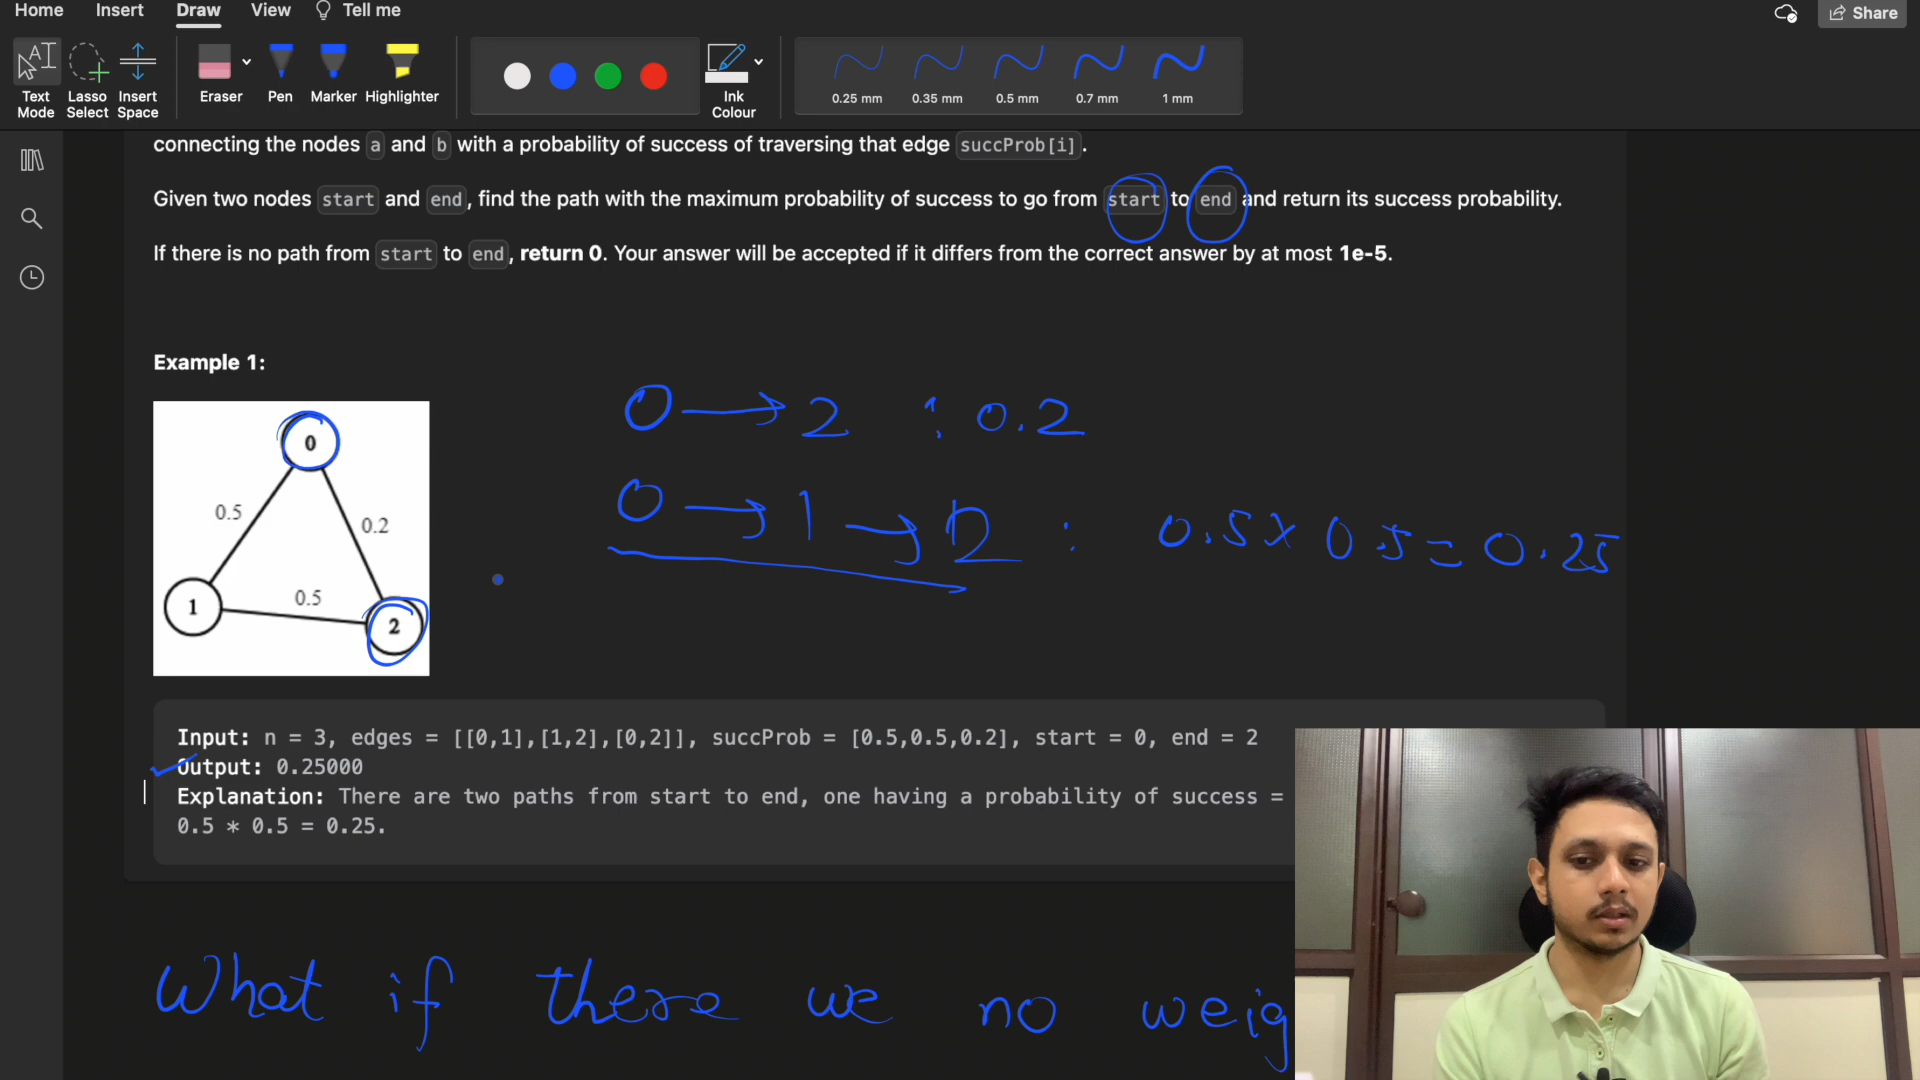 Home Insert Draw View Tell me Share
Text Mode Lasso Select Insert Space Eraser Pen Marker Highlighter Ink Colour 0.25 mm 0.35 mm 0.5 mm 0.7 mm 1 mm
connecting the nodes a and b with a probability of success of traversing that edge succProb[i].
Given two nodes start and end, find the path with the maximum probability of success to go from start to end and return its success probability.
If there is no path from start to end, return 0. Your answer will be accepted if it differs from the correct answer by at most 1e-5.
Example 1:
0 → 2 : 0.2
0 → 1 → 2 : 0.5 x 0.5 = 0.25
0
0.5 0.2
1 0.5 2
Input: n = 3, edges = [[0,1],[1,2],[0,2]], succProb = [0.5,0.5,0.2], start = 0, end = 2
Output: 0.25000
Explanation: There are two paths from start to end, one having a probability of success =
0.5 * 0.5 = 0.25.
What if there we no weig